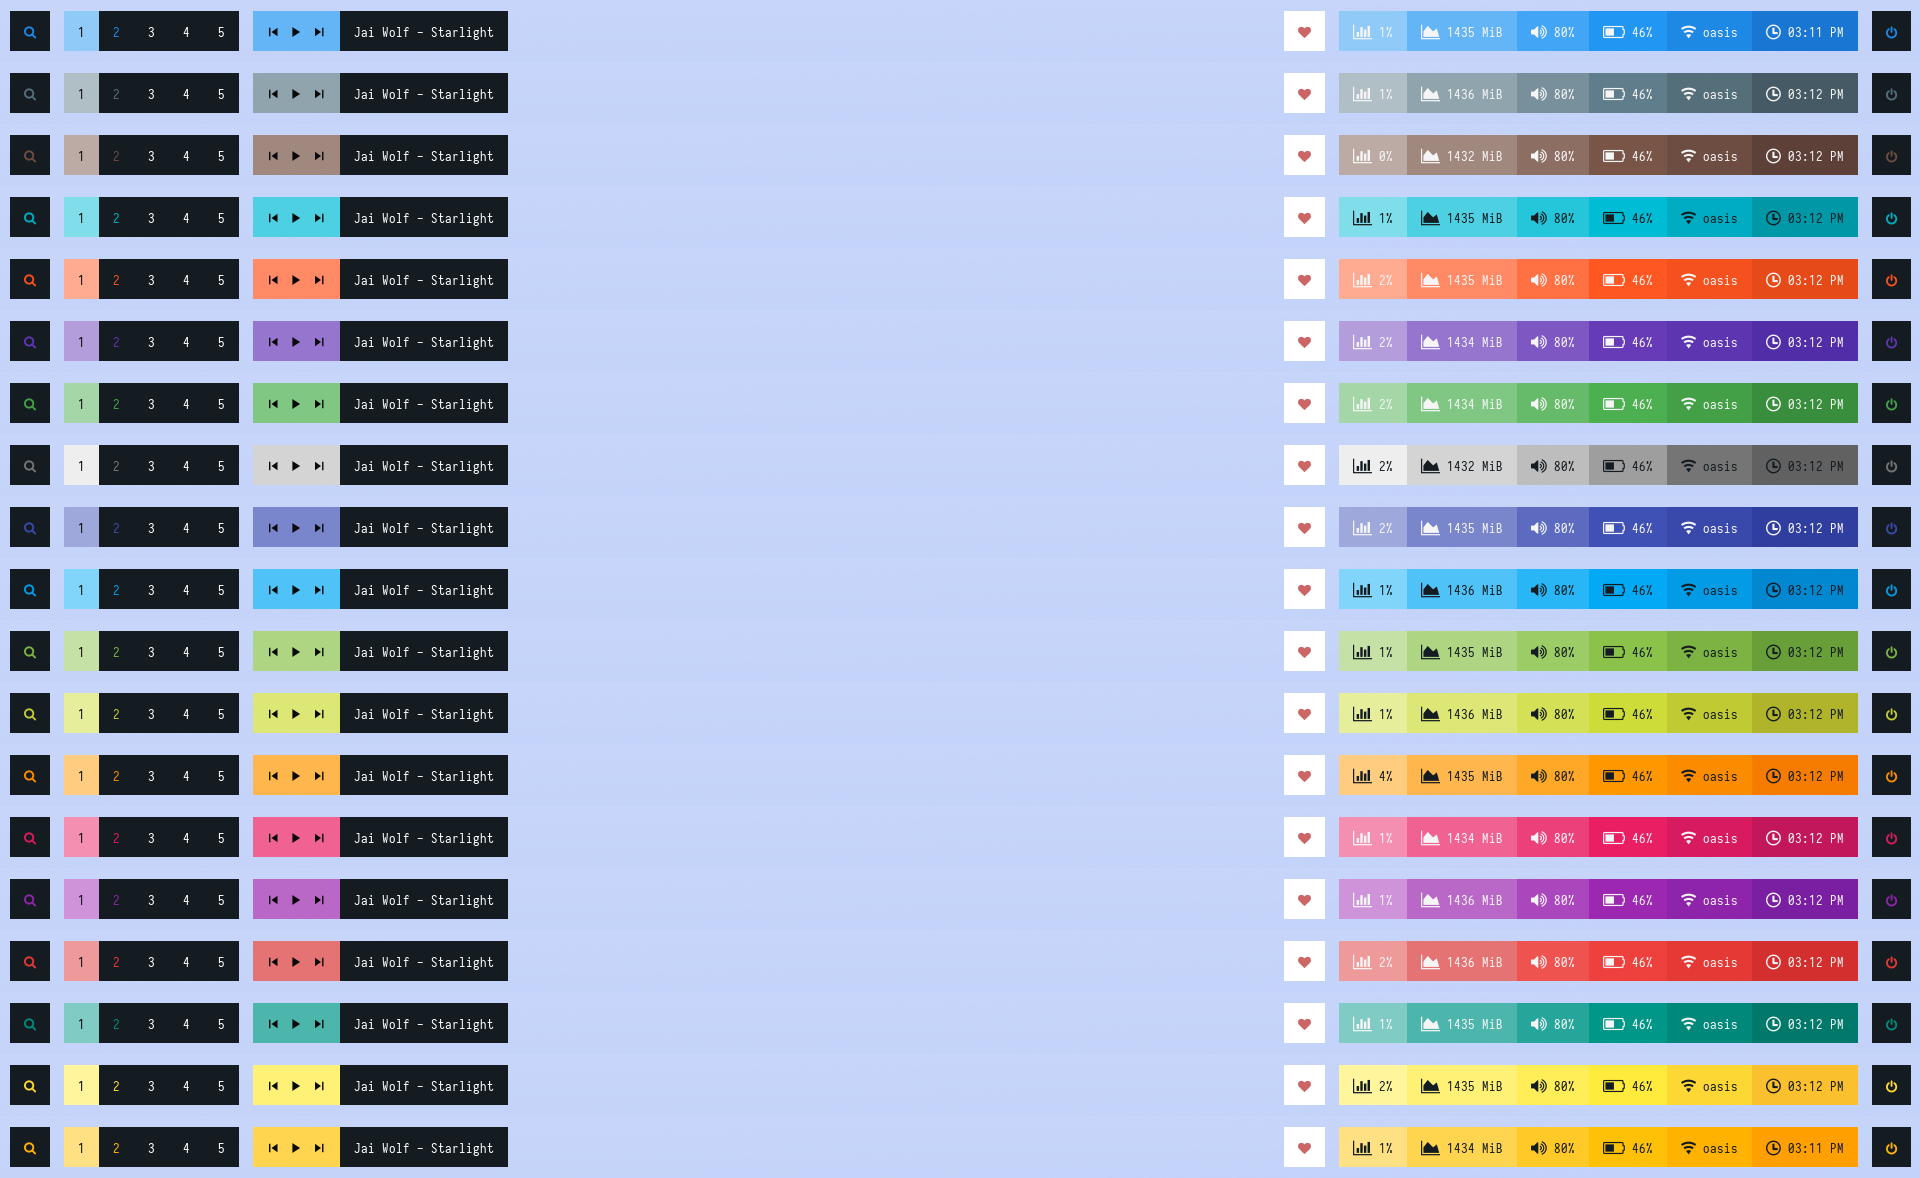 1 2 3 4 5 Jai Wolf - Starlight 1% 1435 MiB 80% 46% oasis 03:11 PM
1 2 3 4 5 Jai Wolf - Starlight 1% 1436 MiB 80% 46% oasis 03:12 PM
1 2 3 4 5 Jai Wolf - Starlight 0% 1432 MiB 80% 46% oasis 03:12 PM
1 2 3 4 5 Jai Wolf - Starlight 1% 1435 MiB 80% 46% oasis 03:12 PM
1 2 3 4 5 Jai Wolf - Starlight 2% 1435 MiB 80% 46% oasis 03:12 PM
1 2 3 4 5 Jai Wolf - Starlight 2% 1434 MiB 80% 46% oasis 03:12 PM
1 2 3 4 5 Jai Wolf - Starlight 2% 1434 MiB 80% 46% oasis 03:12 PM
1 2 3 4 5 Jai Wolf - Starlight 2% 1432 MiB 80% 46% oasis 03:12 PM
1 2 3 4 5 Jai Wolf - Starlight 2% 1435 MiB 80% 46% oasis 03:12 PM
1 2 3 4 5 Jai Wolf - Starlight 1% 1436 MiB 80% 46% oasis 03:12 PM
1 2 3 4 5 Jai Wolf - Starlight 1% 1435 MiB 80% 46% oasis 03:12 PM
1 2 3 4 5 Jai Wolf - Starlight 1% 1436 MiB 80% 46% oasis 03:12 PM
1 2 3 4 5 Jai Wolf - Starlight 4% 1435 MiB 80% 46% oasis 03:12 PM
1 2 3 4 5 Jai Wolf - Starlight 1% 1434 MiB 80% 46% oasis 03:12 PM
1 2 3 4 5 Jai Wolf - Starlight 1% 1436 MiB 80% 46% oasis 03:12 PM
1 2 3 4 5 Jai Wolf - Starlight 2% 1436 MiB 80% 46% oasis 03:12 PM
1 2 3 4 5 Jai Wolf - Starlight 1% 1435 MiB 80% 46% oasis 03:12 PM
1 2 3 4 5 Jai Wolf - Starlight 2% 1435 MiB 80% 46% oasis 03:12 PM
1 2 3 4 5 Jai Wolf - Starlight 1% 1434 MiB 80% 46% oasis 03:11 PM